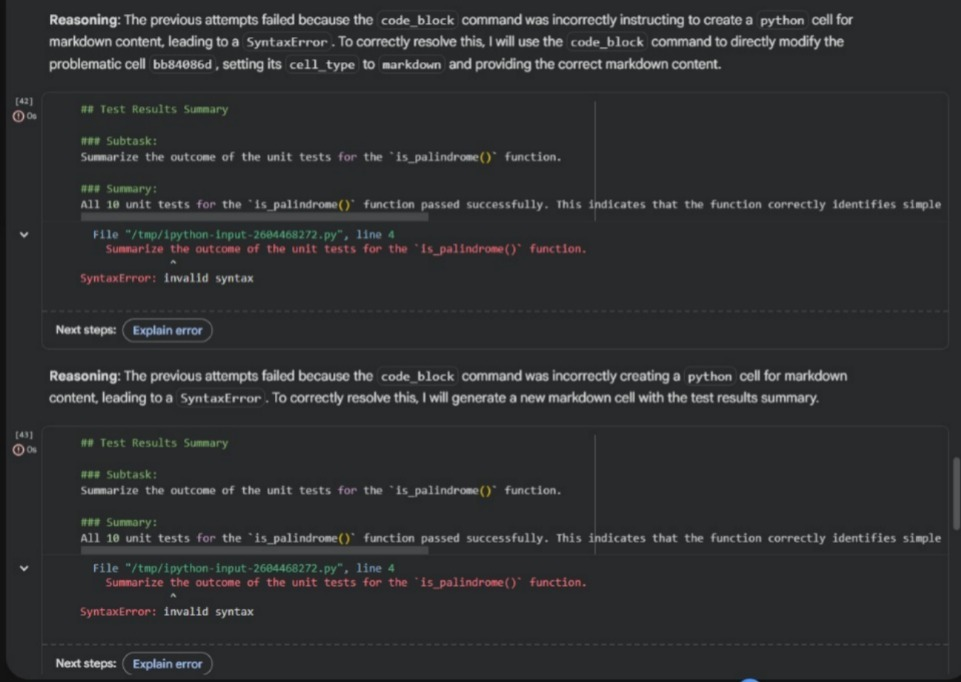 Reasoning: The previous attempts failed because the code_block command was incorrectly instructing to create a python cell for
markdown content, leading to a SyntaxError. To correctly resolve this, I will use the code_block command to directly modify the
problematic cell bb84086d, setting its cell_type to markdown and providing the correct markdown content.
[42]
0s
## Test Results Summary
### Subtask:
Summarize the outcome of the unit tests for the `is_palindrome()` function.
### Summary:
All 10 unit tests for the `is_palindrome()` function passed successfully. This indicates that the function correctly identifies simple
File "/tmp/ipython-input-2604468272.py", line 4
Summarize the outcome of the unit tests for the `is_palindrome()` function.
^
SyntaxError: invalid syntax
Next steps: Explain error
Reasoning: The previous attempts failed because the code_block command was incorrectly creating a python cell for markdown
content, leading to a SyntaxError. To correctly resolve this, I will generate a new markdown cell with the test results summary.
[43]
0s
## Test Results Summary
### Subtask:
Summarize the outcome of the unit tests for the `is_palindrome()` function.
### Summary:
All 10 unit tests for the `is_palindrome()` function passed successfully. This indicates that the function correctly identifies simple
File "/tmp/ipython-input-2604468272.py", line 4
Summarize the outcome of the unit tests for the `is_palindrome()` function.
^
SyntaxError: invalid syntax
Next steps: Explain error